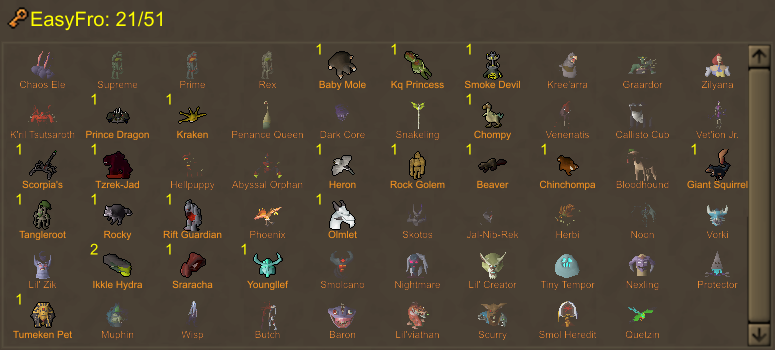 EasyFro: 21/51
1 1 1
Chaos Ele Supreme Prime Rex Baby Mole Kq Princess Smoke Devil Kree'arra Graardor Zilyana
1 1 1
K'ril Tsutsaroth Prince Dragon Kraken Penance Queen Dark Core Snakeling Chompy Venenatis Callisto Cub Vet'ion Jr.
1 1 1 1 1 1 1
Scorpia's Tzrek-Jad Hellpuppy Abyssal Orphan Heron Rock Golem Beaver Chinchompa Bloodhound Giant Squirrel
1 1 1 1
Tangleroot Rocky Rift Guardian Phoenix Olmlet Skotos Jal-Nib-Rek Herbi Noon Vorki
2 1 1
Lil' Zik Ikkle Hydra Sraracha Youngllef Smolcano Nightmare Lil' Creator Tiny Tempor Nexling Protector
1
Tumeken Pet Muphin Wisp Butch Baron Lil'viathan Scurry Smol Heredit Quetzin